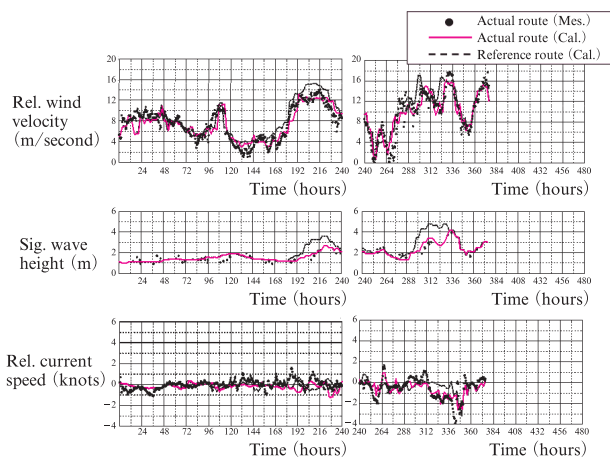 Actual route (Mes.)
Actual route (Cal.)
Reference route (Cal.)
Rel. wind
velocity
(m/second)
20
16
12
8
4
0
24 48 72 96 120 144 168 192 216 240
Time (hours)
20
16
12
8
4
0
240 264 288 312 336 360 384 408 432 456 480
Time (hours)
Sig. wave
height (m)
6
4
2
0
24 48 72 96 120 144 168 192 216 240
Time (hours)
6
4
2
0
240 264 288 312 336 360 384 408 432 456 480
Time (hours)
Rel. current
speed (knots)
6
4
2
0
−2
−4
24 48 72 96 120 144 168 192 216 240
Time (hours)
6
4
2
0
−2
−4
240 264 288 312 336 360 384 408 432 456 480
Time (hours)